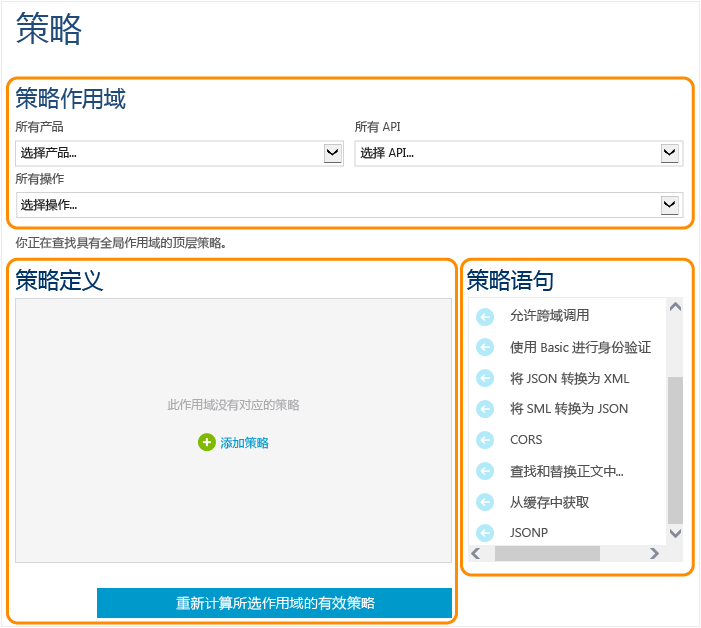 策略
策略作用域
所有产品
所有 API
选择产品...
选择 API...
所有操作
选择操作...
你正在查找具有全局作用域的顶层策略。
策略定义
此作用域没有对应的策略
添加策略
重新计算所选作用域的有效策略
策略语句
允许跨域调用
使用 Basic 进行身份验证
将 JSON 转换为 XML
将 SML 转换为 JSON
CORS
查找和替换正文中...
从缓存中获取
JSONP